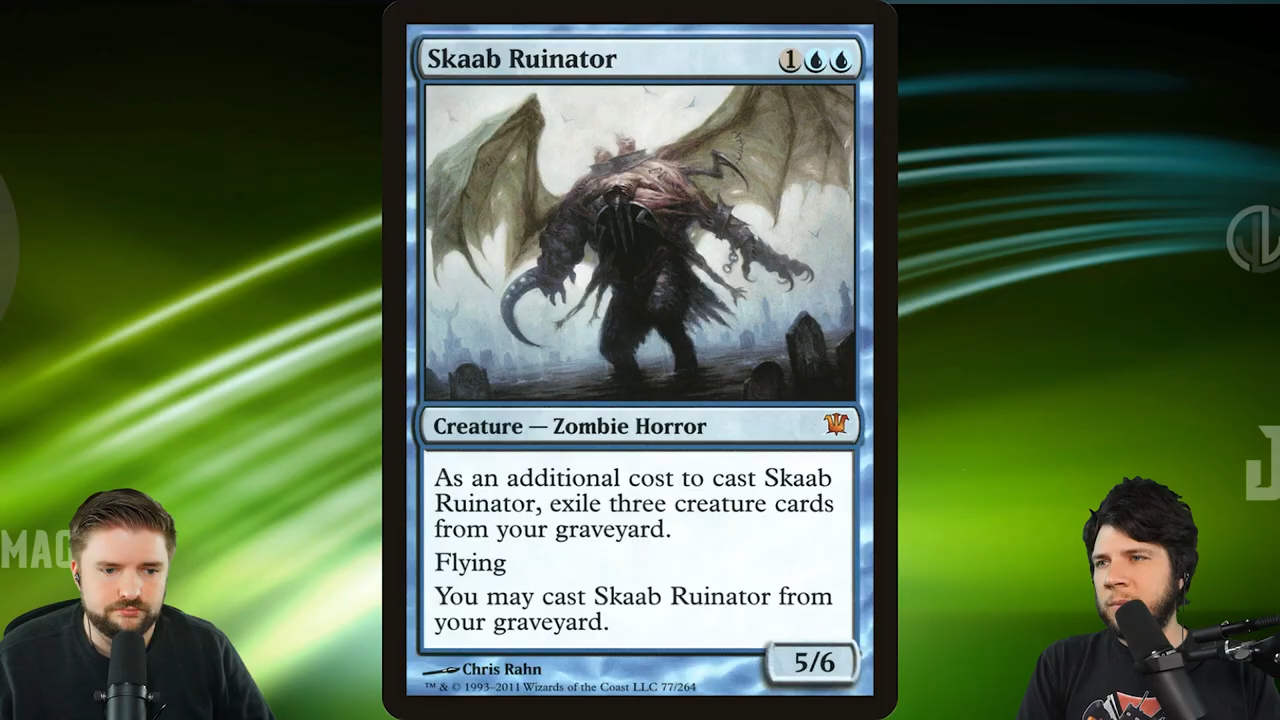 Skaab Ruinator
1
Creature — Zombie Horror
As an additional cost to cast Skaab
Ruinator, exile three creature cards
from your graveyard.
Flying
You may cast Skaab Ruinator from
your graveyard.
5/6
Chris Rahn
™ & © 1993–2011 Wizards of the Coast LLC 77/264
MAG